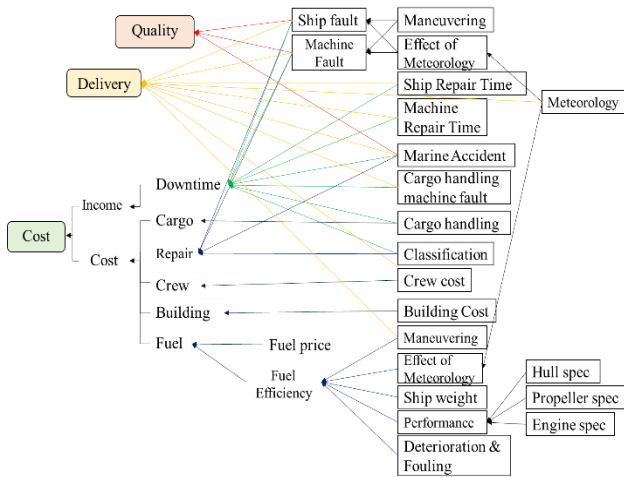 Quality
Delivery
Cost
Income
Cost
Downtime
Cargo
Repair
Crew
Building
Fuel
Fuel price
Fuel
Efficiency
Ship fault
Machine
Fault
Maneuvering
Effect of
Meteorology
Ship Repair Time
Machine
Repair Time
Marine Accident
Cargo handling
machine fault
Cargo handling
Classification
Crew cost
Building Cost
Maneuvering
Effect of
Meteorology
Ship weight
Performance
Deterioration &
Fouling
Meteorology
Hull spec
Propeller spec
Engine spec